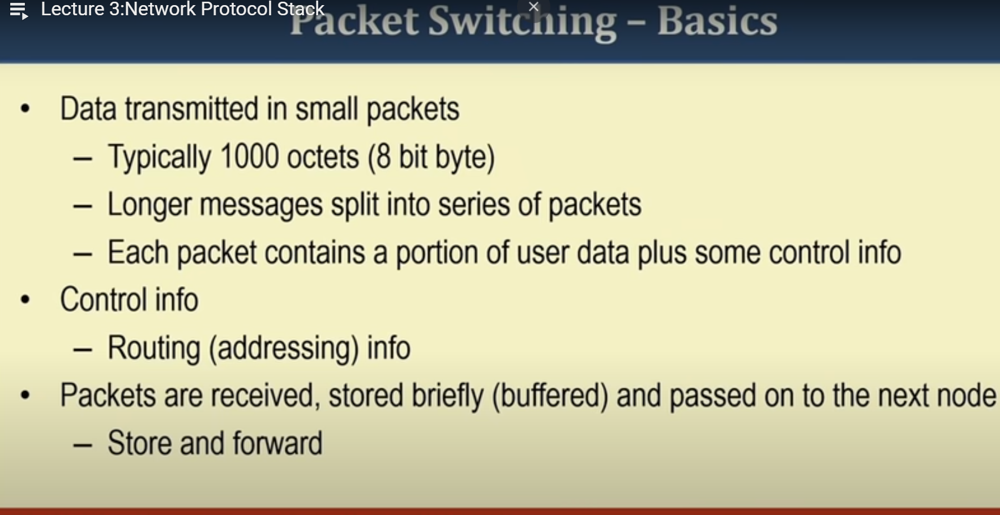 Lecture 3:Network Protocol Stack
Packet Switching – Basics
• Data transmitted in small packets
– Typically 1000 octets (8 bit byte)
– Longer messages split into series of packets
– Each packet contains a portion of user data plus some control info
• Control info
– Routing (addressing) info
• Packets are received, stored briefly (buffered) and passed on to the next node
– Store and forward